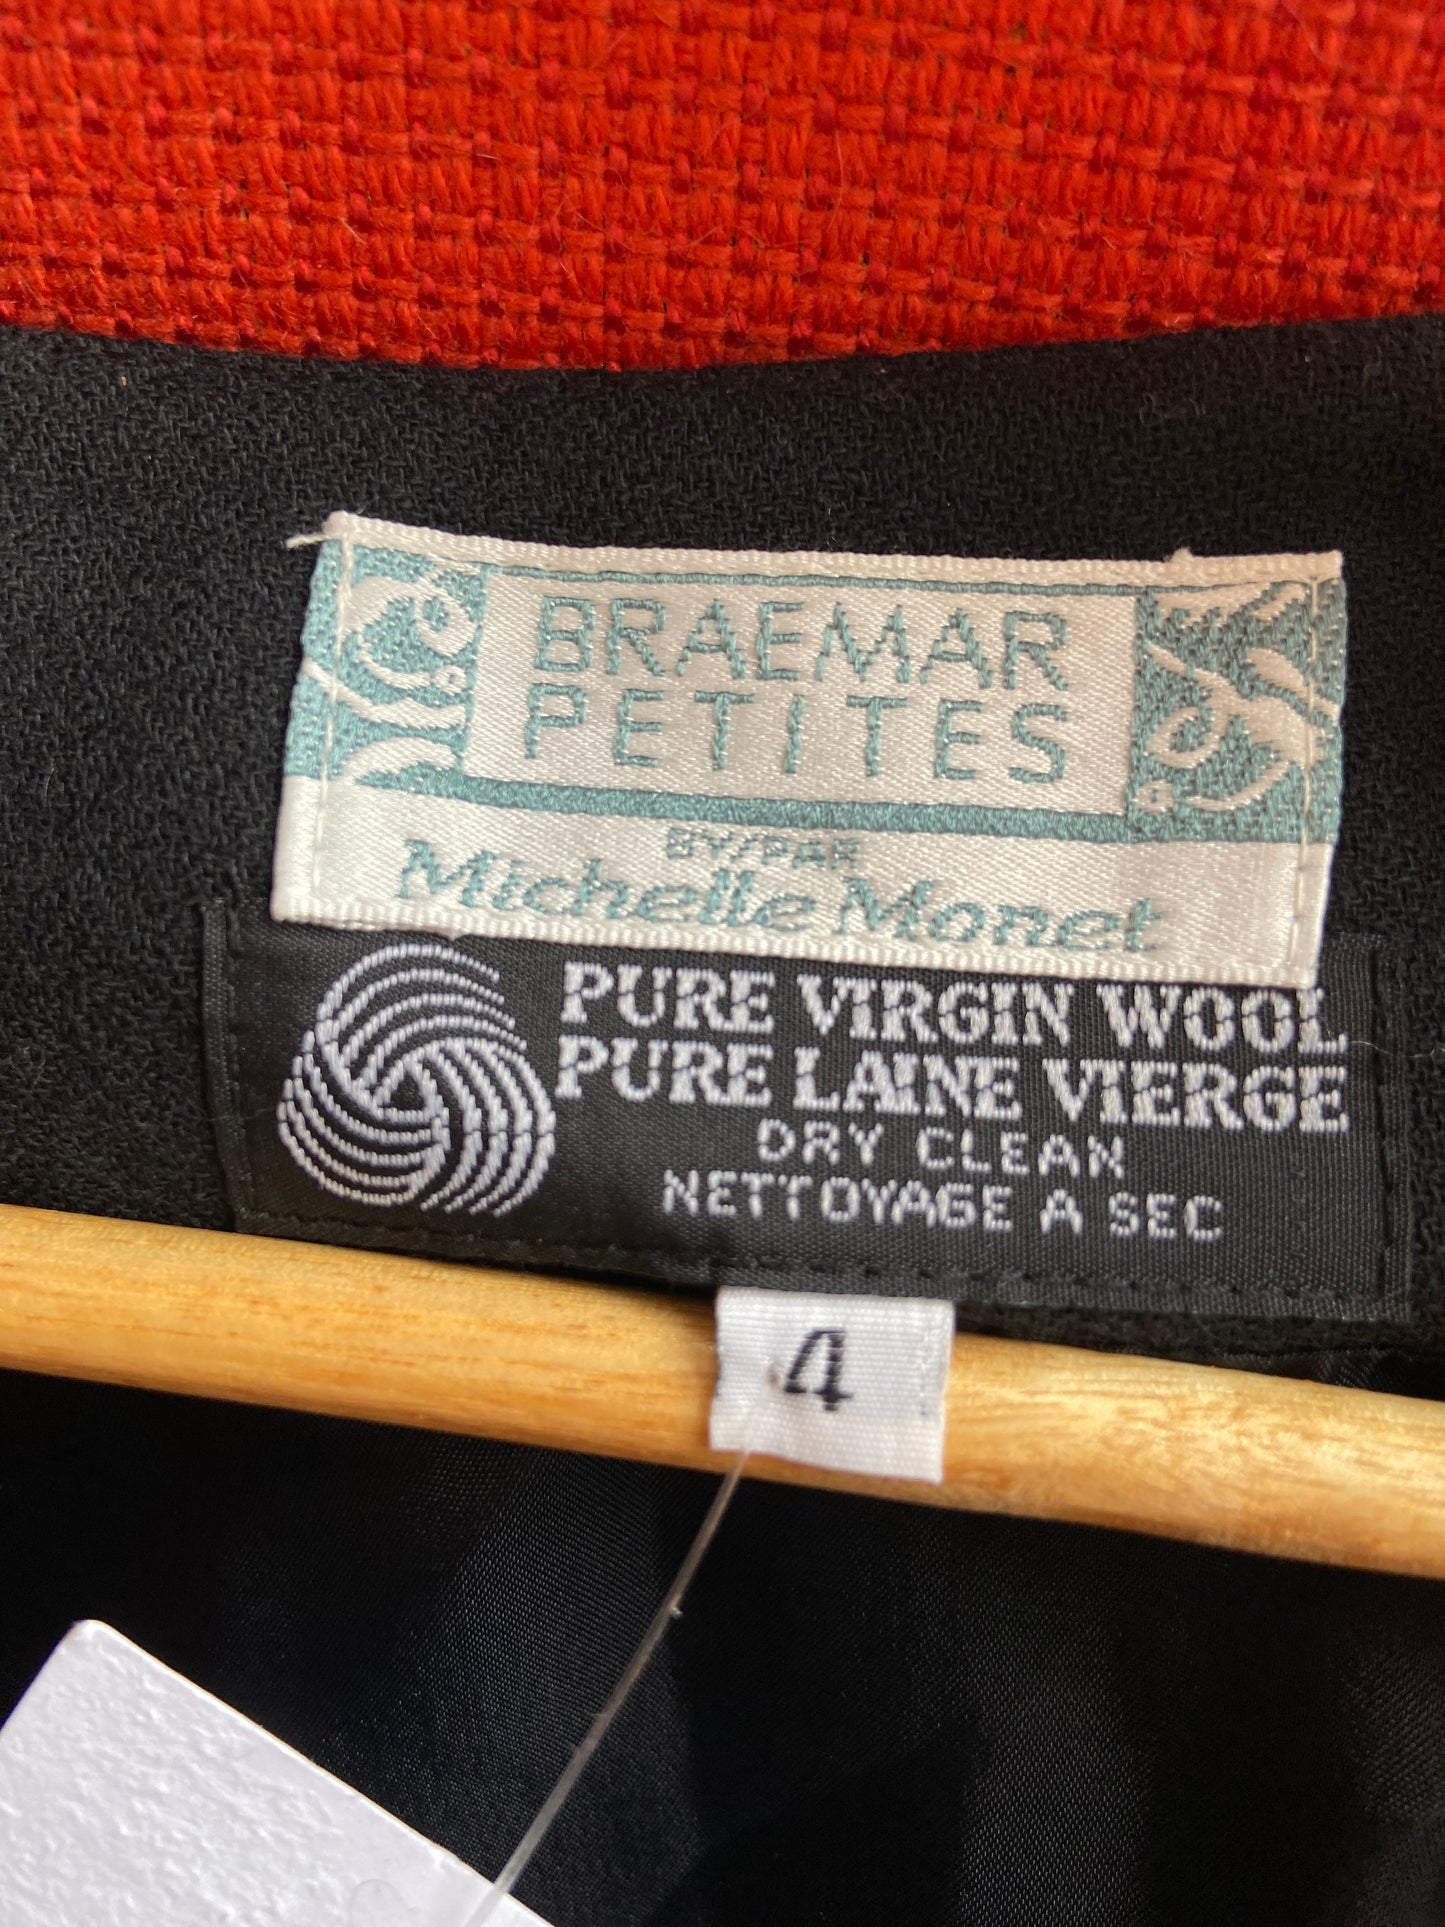 BRAEMAR
PETITES
BY/PAR
Michelle Monet
PURE VIRGIN WOOL
PURE LAINE VIERGE
DRY CLEAN
NETTOYAGE A SEC
4